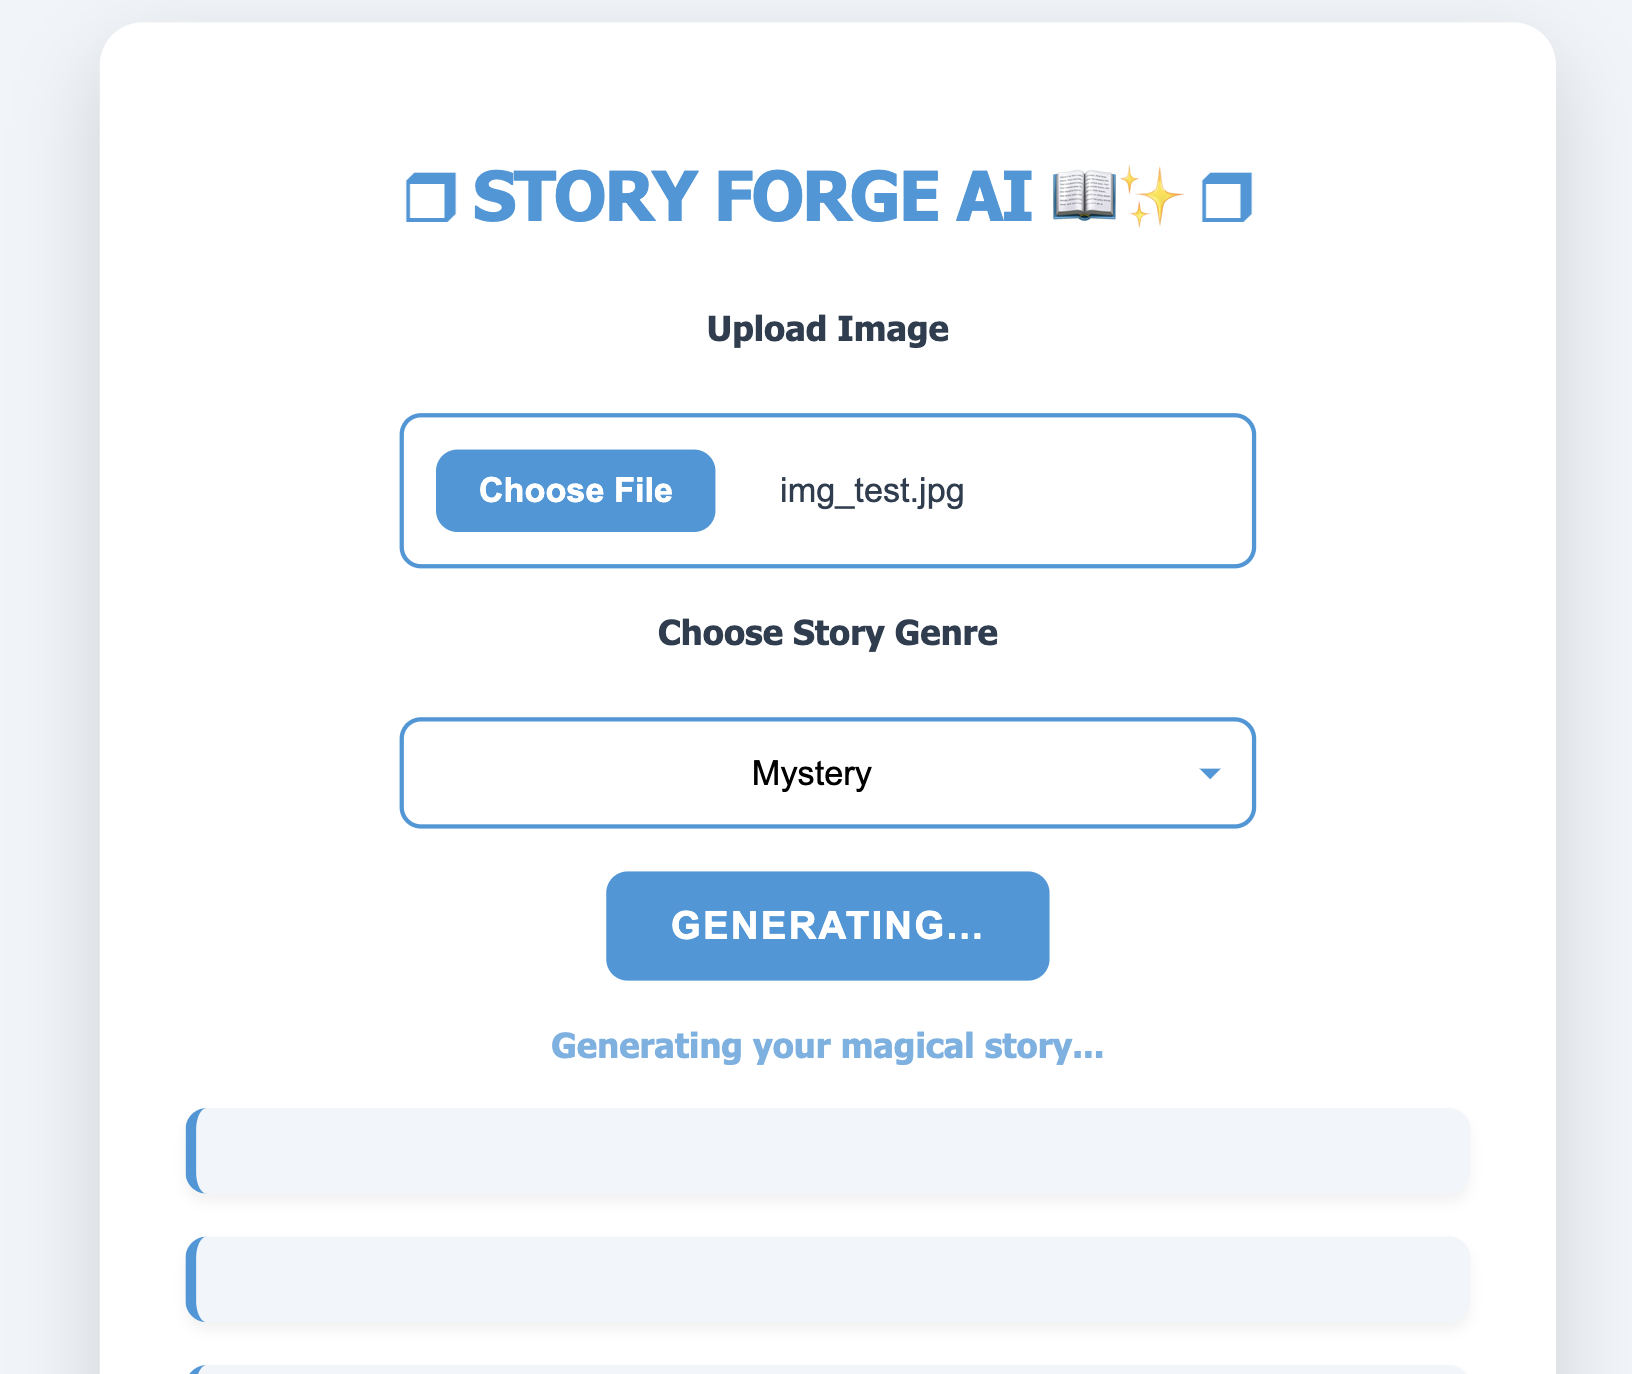 ❒ STORY FORGE AI 📖✨ ❒
Upload Image
Choose File img_test.jpg
Choose Story Genre
Mystery
GENERATING...
Generating your magical story...